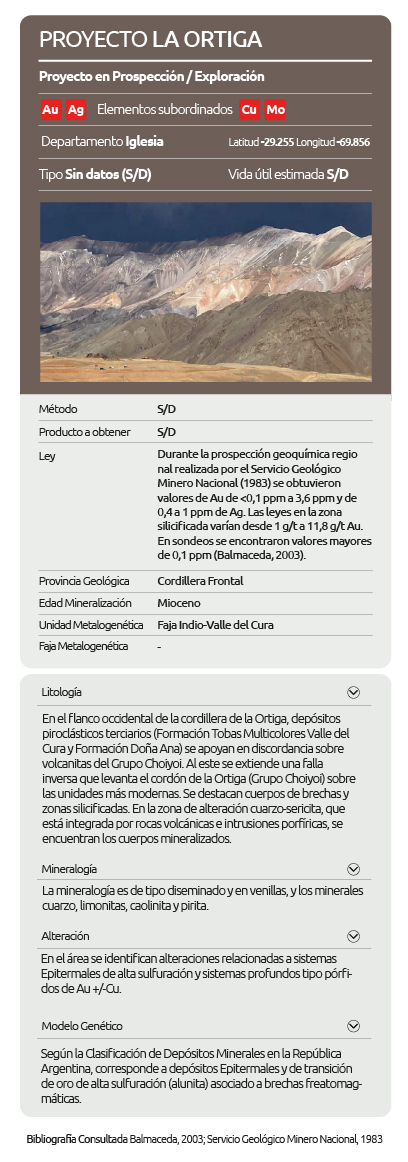 PROYECTO LA ORTIGA
Proyecto en Prospección / Exploración
Au Ag Elementos subordinados Cu Mo
Departamento Iglesia Latitud -29.255 Longitud -69.856
Tipo Sin datos (S/D) Vida útil estimada S/D
Método S/D
Producto a obtener S/D
Ley Durante la prospección geoquímica regio
nal realizada por el Servicio Geológico
Minero Nacional (1983) se obtuvieron
valores de Au de <0,1 ppm a 3,6 ppm y de
0,4 a 1 ppm de Ag. Las leyes en la zona
silicificada varían desde 1 g/t a 11,8 g/t Au.
En sondeos se encontraron valores mayores
de 0,1 ppm (Balmaceda, 2003).
Provincia Geológica Cordillera Frontal
Edad Mineralización Mioceno
Unidad Metalogenética Faja Indio-Valle del Cura
Faja Metalogenética -
Litología
En el flanco occidental de la cordillera de la Ortiga, depósitos
piroclásticos terciarios (Formación Tobas Multicolores Valle del
Cura y Formación Doña Ana) se apoyan en discordancia sobre
volcanitas del Grupo Choiyoi. Al este se extiende una falla
inversa que levanta el cordón de la Ortiga (Grupo Choiyoi) sobre
las unidades más modernas. Se destacan cuerpos de brechas y
zonas silicificadas. En la zona de alteración cuarzo-sericita, que
está integrada por rocas volcánicas e intrusiones porfíricas, se
encuentran los cuerpos mineralizados.
Mineralogía
La mineralogía es de tipo diseminado y en venillas, y los minerales
cuarzo, limonitas, caolinita y pirita.
Alteración
En el área se identifican alteraciones relacionadas a sistemas
Epitermales de alta sulfuración y sistemas profundos tipo pórfi-
dos de Au +/-Cu.
Modelo Genético
Según la Clasificación de Depósitos Minerales en la República
Argentina, corresponde a depósitos Epitermales y de transición
de oro de alta sulfuración (alunita) asociado a brechas freatomag-
máticas.
Bibliografía Consultada Balmaceda, 2003; Servicio Geológico Minero Nacional, 1983